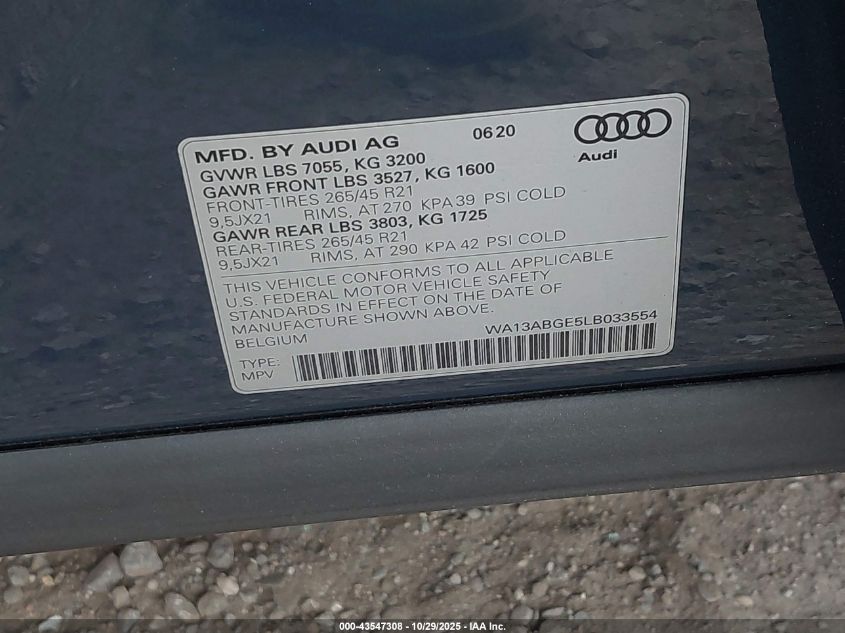 MFD. BY AUDI AG 0620
Audi
GVWR LBS 7055, KG 3200
GAWR FRONT LBS 3527, KG 1600
FRONT-TIRES 265/45 R21
9,5JX21 RIMS, AT 270 KPA 39 PSI COLD
GAWR REAR LBS 3803, KG 1725
REAR-TIRES 265/45 R21
9,5JX21 RIMS, AT 290 KPA 42 PSI COLD
THIS VEHICLE CONFORMS TO ALL APPLICABLE
U.S. FEDERAL MOTOR VEHICLE SAFETY
STANDARDS IN EFFECT ON THE DATE OF
MANUFACTURE SHOWN ABOVE.
BELGIUM WA13ABGE5LB033554
TYPE:
MPV
000-43547308 - 10/29/2025 - IAA Inc.